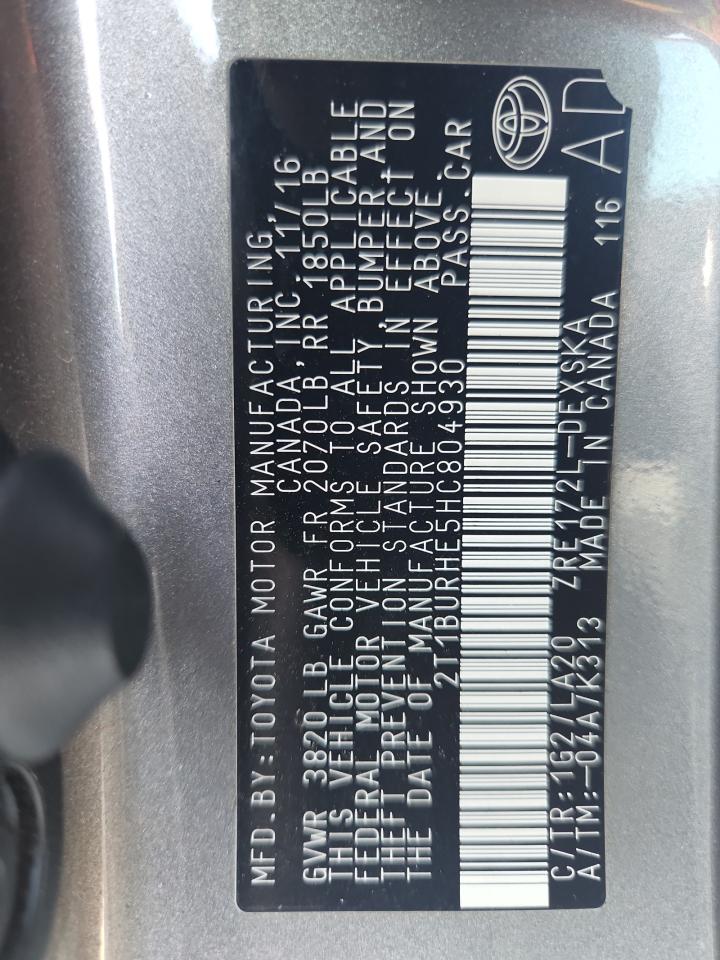 MFD. BY: TOYOTA MOTOR MANUFACTURING,
CANADA, INC. 11/16
GVWR 3820 LB GAWR FR 2070LB, RR 1850LB
THIS VEHICLE CONFORMS TO ALL APPLICABLE
FEDERAL MOTOR VEHICLE SAFETY, BUMPER, AND
THEFT PREVENTION STANDARDS IN EFFECT ON
THE DATE OF MANUFACTURE SHOWN ABOVE.
2T1BURHE5HC804930 PASS. CAR
C/TR: 1G2/LA20 ZRE172L-DEXSKA
A/TM: -04A/K313 MADE IN CANADA 116